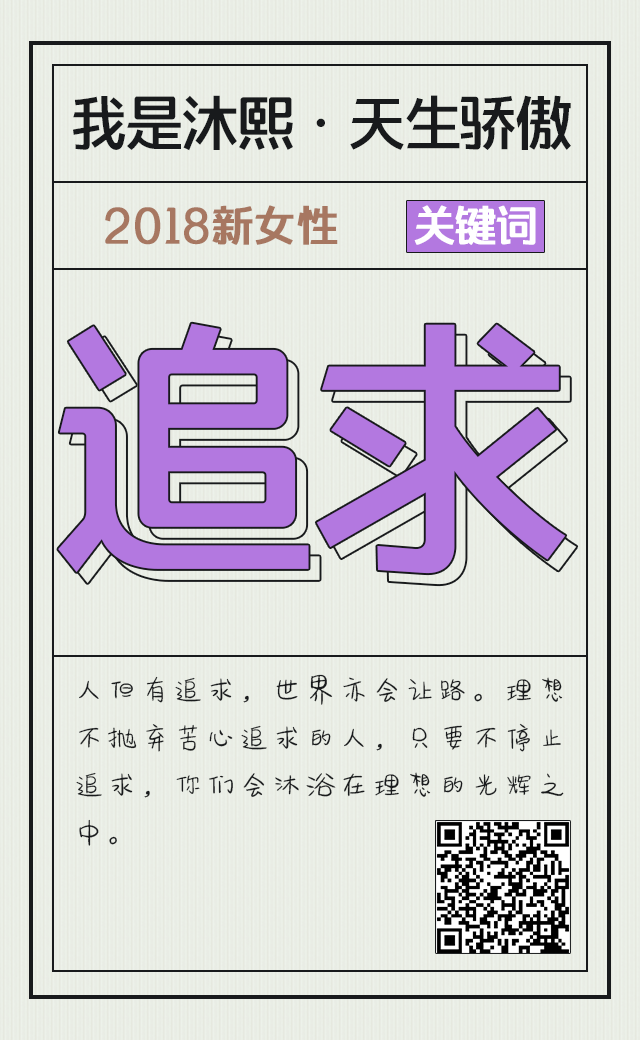 我是沐熙·天生骄傲
2018新女性 关键词
追求
人但有追求，世界亦会让路。理想
不抛弃苦心追求的人，只要不停止
追求，你们会沐浴在理想的光辉之
中。